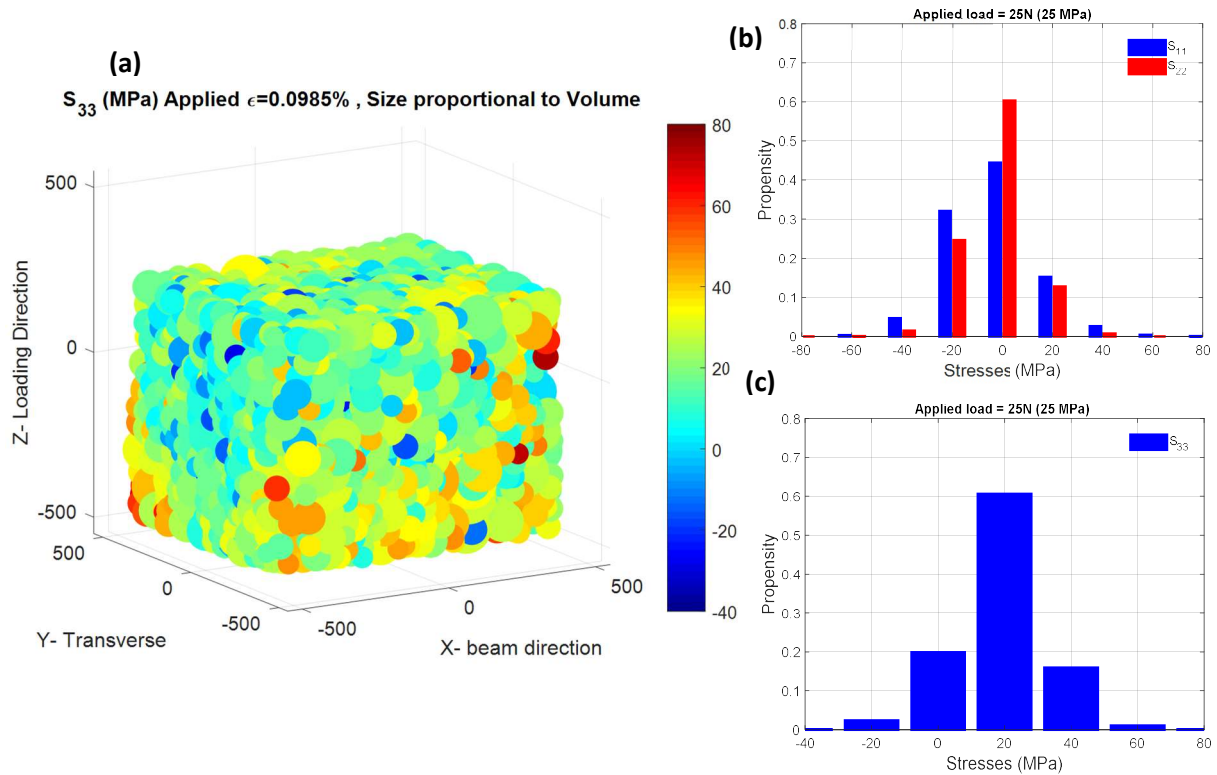 (a)
S33 (MPa) Applied ϵ=0.0985% , Size proportional to Volume
500
0
-500
Z- Loading Direction
500
0
-500
Y- Transverse
-500
0
500
X- beam direction
80
60
40
20
0
-20
-40
(b)
Applied load = 25N (25 MPa)
S11
S22
0.8
0.7
0.6
0.5
0.4
0.3
0.2
0.1
0
Propensity
-80 -60 -40 -20 0 20 40 60 80
Stresses (MPa)
(c)
Applied load = 25N (25 MPa)
S33
0.8
0.7
0.6
0.5
0.4
0.3
0.2
0.1
0
Propensity
-40 -20 0 20 40 60 80
Stresses (MPa)